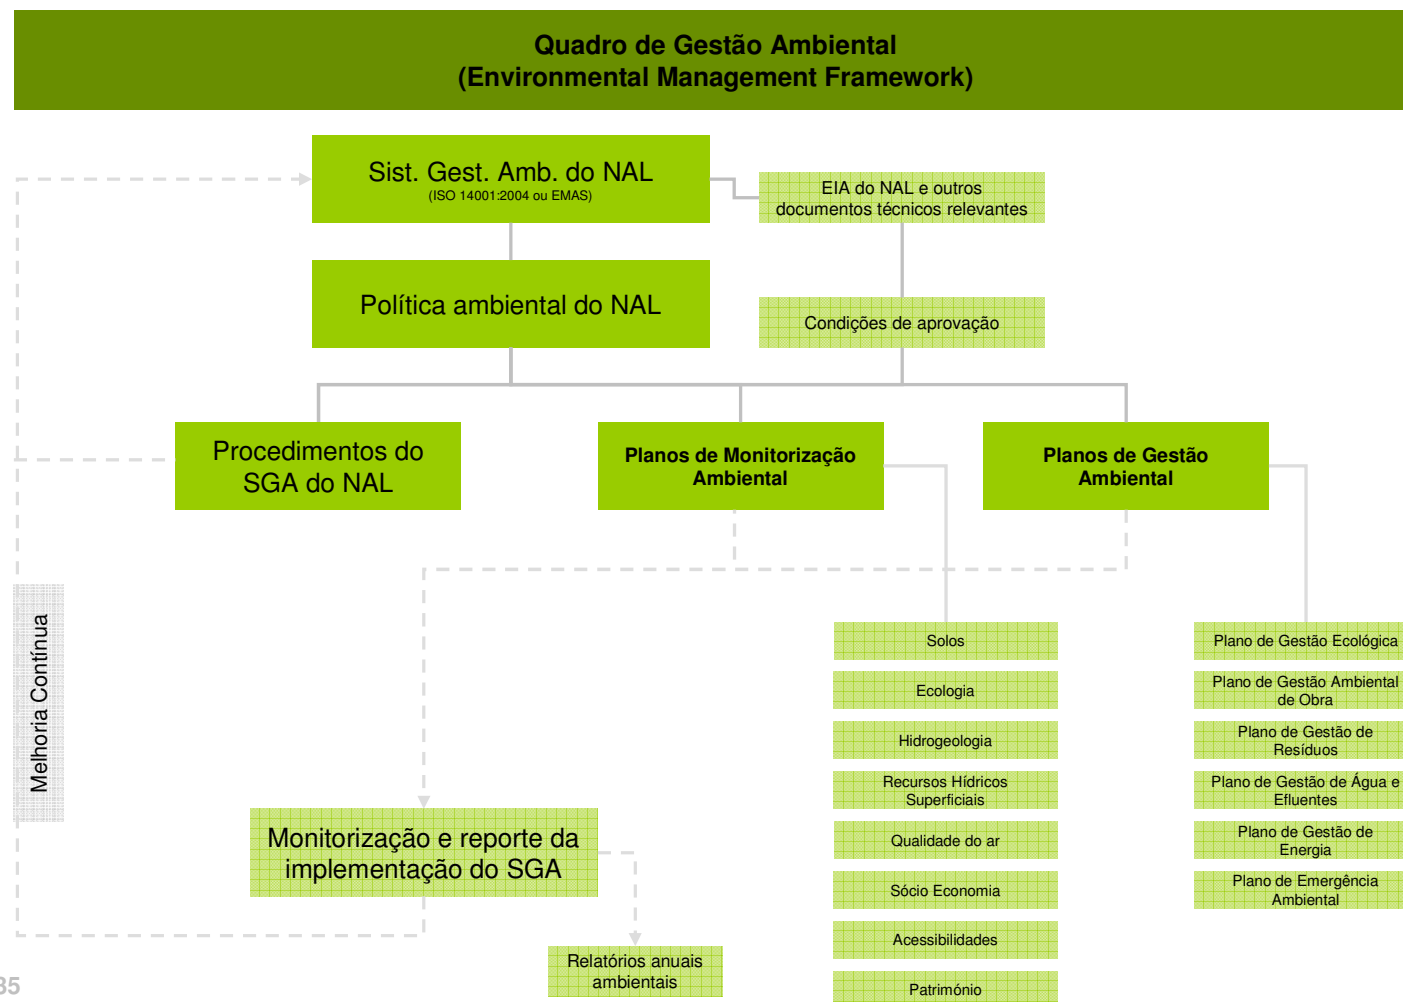 Quadro de Gestão Ambiental
(Environmental Management Framework)
Sist. Gest. Amb. do NAL
(ISO 14001:2004 ou EMAS)
EIA do NAL e outros
documentos técnicos relevantes
Política ambiental do NAL
Condições de aprovação
Procedimentos do
SGA do NAL
Planos de Monitorização
Ambiental
Planos de Gestão
Ambiental
Melhoria Contínua
Solos
Ecologia
Hidrogeologia
Recursos Hídricos
Superficiais
Qualidade do ar
Sócio Economia
Acessibilidades
Património
Plano de Gestão Ecológica
Plano de Gestão Ambiental
de Obra
Plano de Gestão de
Resíduos
Plano de Gestão de Água e
Efluentes
Plano de Gestão de
Energia
Plano de Emergência
Ambiental
Monitorização e reporte da
implementação do SGA
Relatórios anuais
ambientais
35